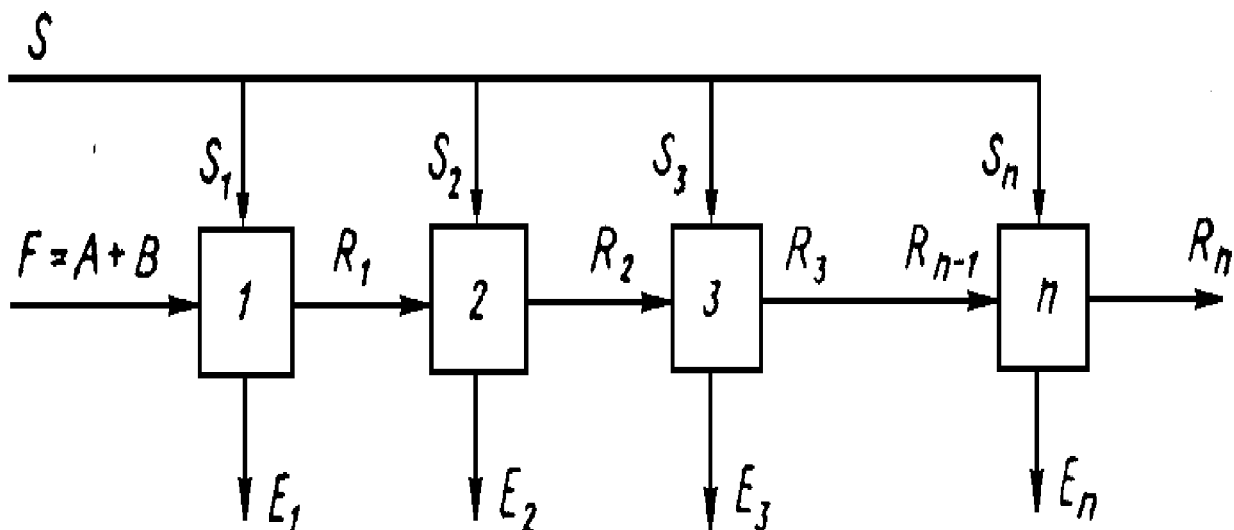 S
S₁ S₂ S₃ Sₙ
F = A + B R₁ R₂ R₃ Rₙ₋₁ Rₙ
1 2 3 n
E₁ E₂ E₃ Eₙ